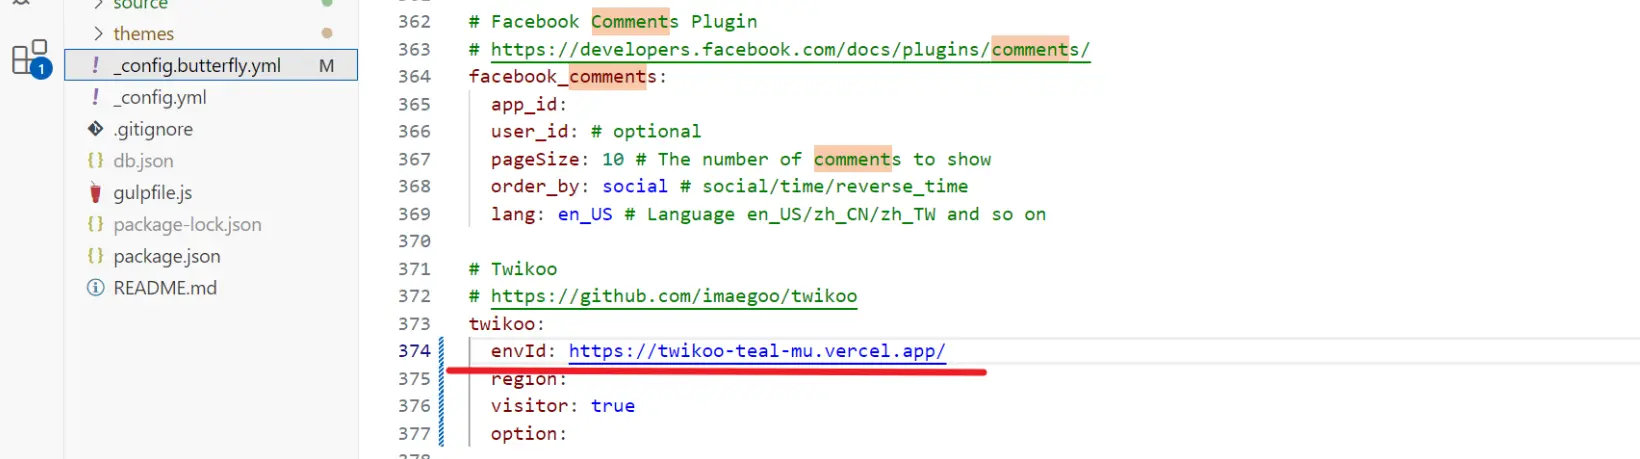 source
themes
! _config.butterfly.yml M
! _config.yml
.gitignore
{} db.json
gulpfile.js
{} package-lock.json
{} package.json
README.md
1
362 # Facebook Comments Plugin
363 # https://developers.facebook.com/docs/plugins/comments/
364 facebook_comments:
365 app_id:
366 user_id: # optional
367 pageSize: 10 # The number of comments to show
368 order_by: social # social/time/reverse_time
369 lang: en_US # Language en_US/zh_CN/zh_TW and so on
370
371 # Twikoo
372 # https://github.com/imaegoo/twikoo
373 twikoo:
374 envId: https://twikoo-teal-mu.vercel.app/
375 region:
376 visitor: true
377 option:
378